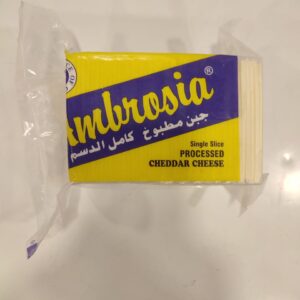 Ambrosia®
جبن مطبوخ كامل الدسم
Single Slice
PROCESSED
CHEDDAR CHEESE